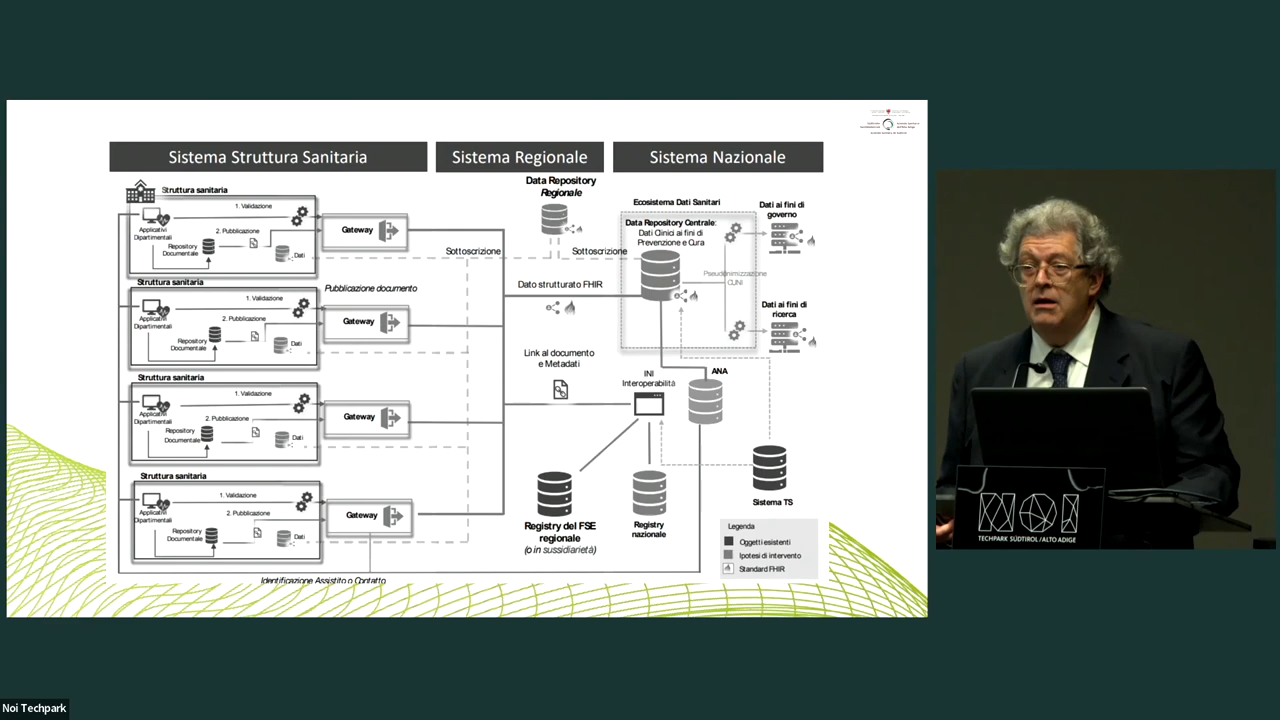 Sistema Struttura Sanitaria
Sistema Regionale
Sistema Nazionale
Struttura sanitaria
1. Validazione
Applicativi
Dipartimentali
2. Pubblicazione
Repository
Documentale
Dati
Gateway
Struttura sanitaria
1. Validazione
Applicativi
Dipartimentali
2. Pubblicazione
Repository
Documentale
Dati
Pubblicazione documento
Gateway
Struttura sanitaria
1. Validazione
Applicativi
Dipartimentali
2. Pubblicazione
Repository
Documentale
Dati
Gateway
Struttura sanitaria
1. Validazione
Applicativi
Dipartimentali
2. Pubblicazione
Repository
Documentale
Dati
Gateway
Identificazione Assistito o Contatto
Data Repository
Regionale
Sottoscrizione
Sottoscrizione
Dato strutturato FHIR
Link al documento
e Metadati
Registry del FSE
regionale
(o in sussidiarietà)
Ecosistema Dati Sanitari
Data Repository Centrale:
Dati Clinici ai fini di
Prevenzione e Cura
Dati ai fini di
governo
Dati ai fini di
ricerca
INI
Interoperabilità
ANA
Registry
nazionale
Sistema TS
Legenda
Oggetti esistenti
Ipotesi di intervento
Standard FHIR
NOI
TECHPARK SÜDTIROL / ALTO ADIGE
Noi Techpark